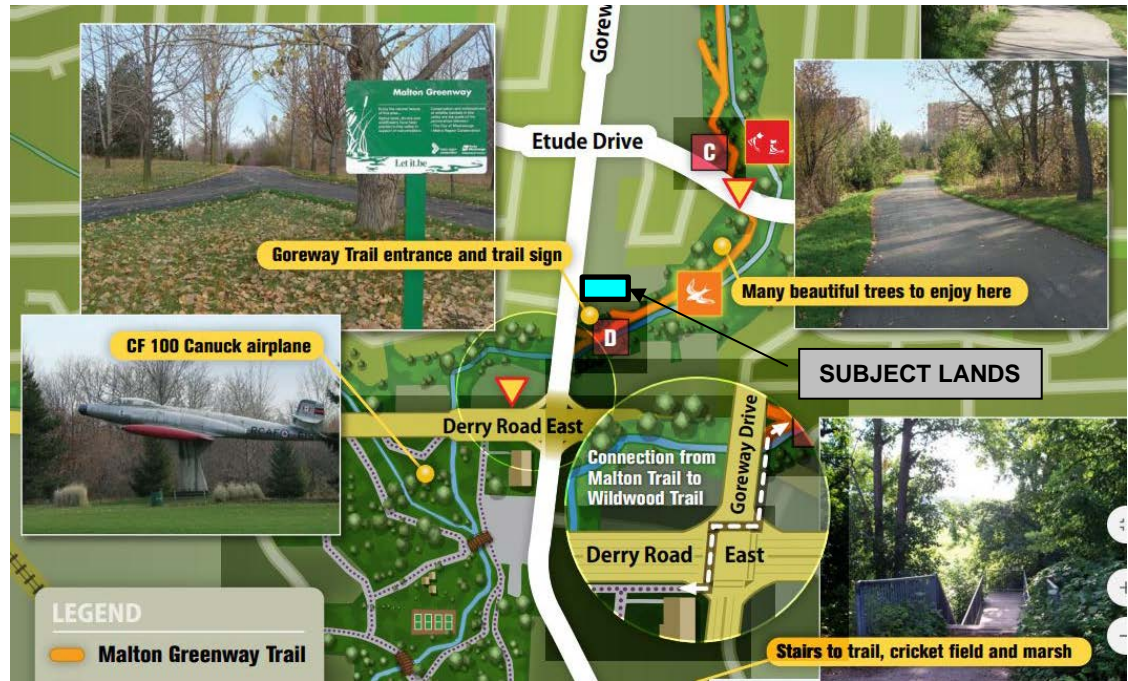 Gorew
Malton Greenway
Let it be
Etude Drive
C
Goreway Trail entrance and trail sign
Many beautiful trees to enjoy here
D
CF 100 Canuck airplane
SUBJECT LANDS
Derry Road East
Connection from
Malton Trail to
Wildwood Trail
Goreway Drive
Derry Road East
LEGEND
Malton Greenway Trail
Stairs to trail, cricket field and marsh